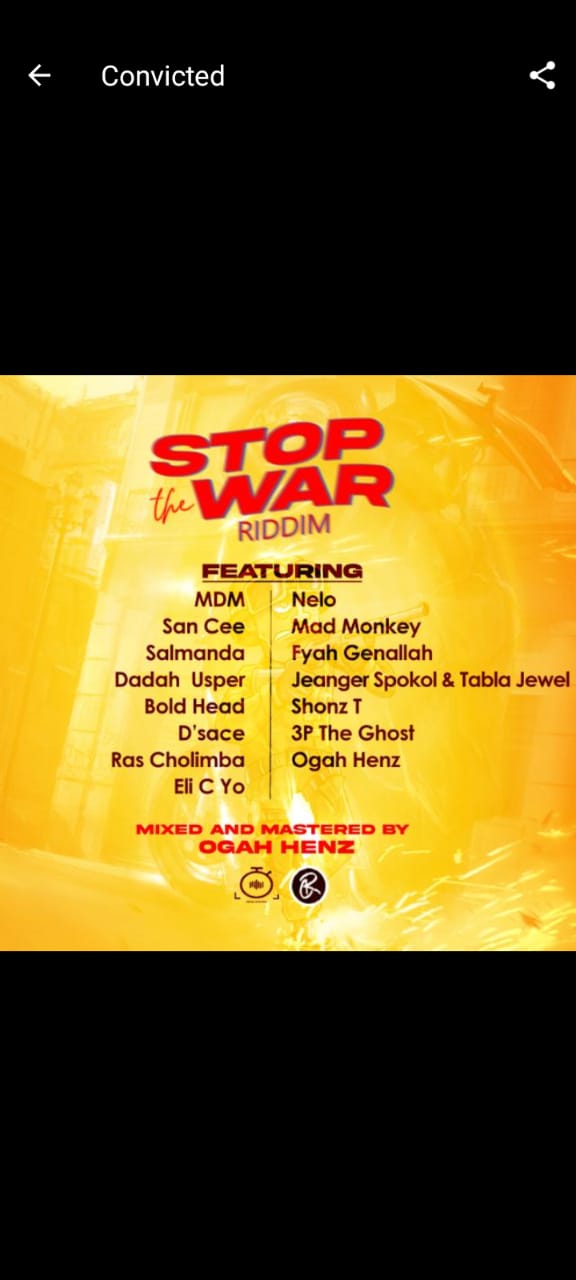 Convicted
STOP
the WAR
RIDDIM
FEATURING
MDM
San Cee
Salmanda
Dadah Usper
Bold Head
D'sace
Ras Cholimba
Eli C Yo
Nelo
Mad Monkey
Fyah Genallah
Jeanger Spokol & Tabla Jewel
Shonz T
3P The Ghost
Ogah Henz
MIXED AND MASTERED BY
OGAH HENZ